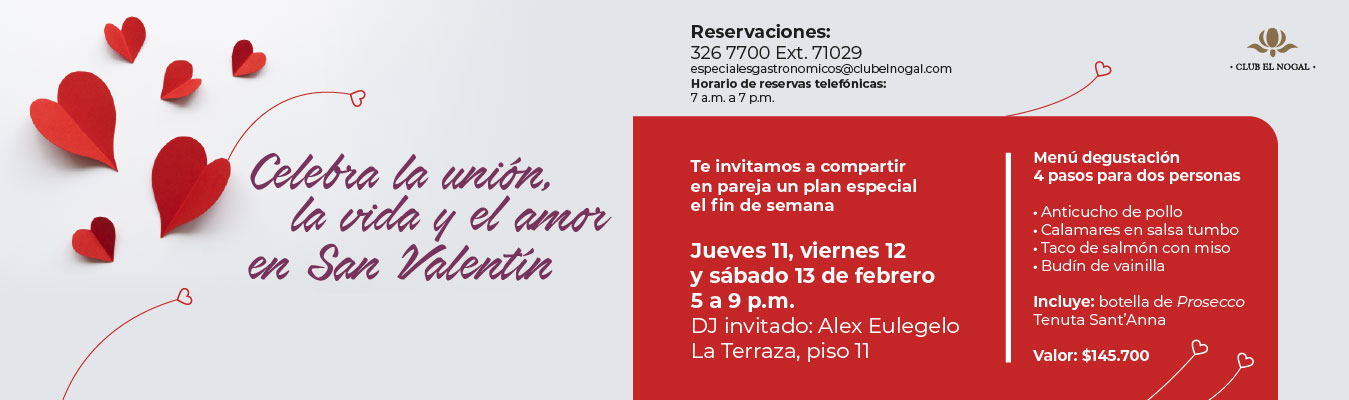 Celebra la unión,
la vida y el amor
en San Valentín
Reservaciones:
326 7700 Ext. 71029
especialesgastronomicos@clubelnogal.com
Horario de reservas telefónicas:
7 a.m. a 7 p.m.
• CLUB EL NOGAL •
Te invitamos a compartir
en pareja un plan especial
el fin de semana
Jueves 11, viernes 12
y sábado 13 de febrero
5 a 9 p.m.
DJ invitado: Alex Eulegelo
La Terraza, piso 11
Menú degustación
4 pasos para dos personas
• Anticucho de pollo
• Calamares en salsa tumbo
• Taco de salmón con miso
• Budín de vainilla
Incluye: botella de Prosecco
Tenuta Sant’Anna
Valor: $145.700